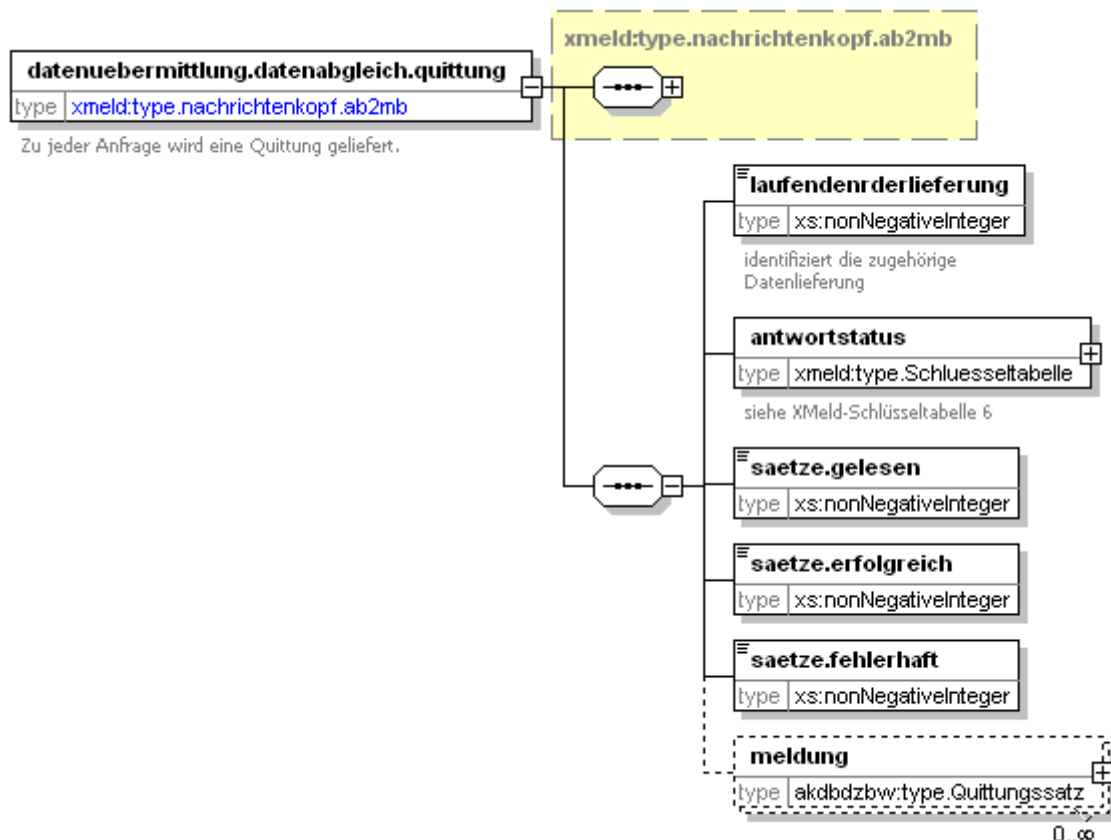 xmeld:type.nachrichtenkopf.ab2mb
datenuebermittlung.datenabgleich.quittung
type xmeld:type.nachrichtenkopf.ab2mb
Zu jeder Anfrage wird eine Quittung geliefert.
laufendenrderlieferung
type xs:nonNegativeInteger
identifiziert die zugehörige
Datenlieferung
antwortstatus
type xmeld:type.Schluesseltabelle
siehe XMeld-Schlüsseltabelle 6
saetze.gelesen
type xs:nonNegativeInteger
saetze.erfolgreich
type xs:nonNegativeInteger
saetze.fehlerhaft
type xs:nonNegativeInteger
meldung
type akdbdzbw:type.Quittungssatz
0..∞